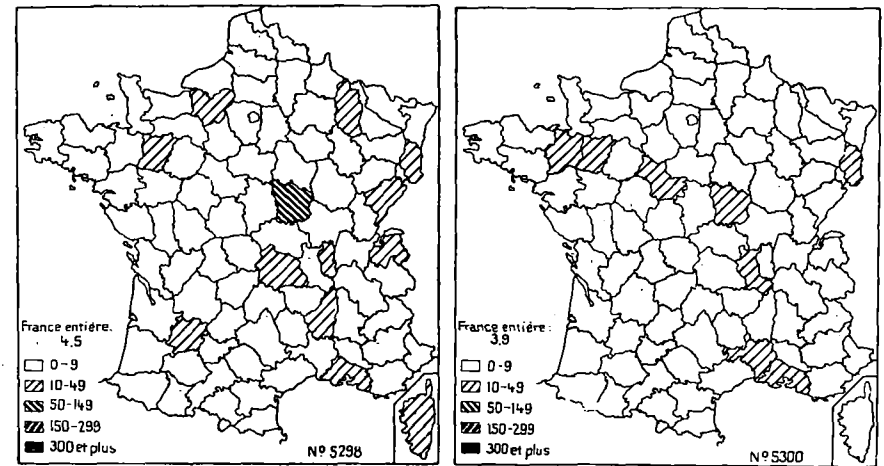 France entière:
4.5
0-9
10-49
50-149
150-299
300 et plus
Nº 5298
France entière:
3.9
0-9
10-49
50-149
150-299
300 et plus
Nº 5300